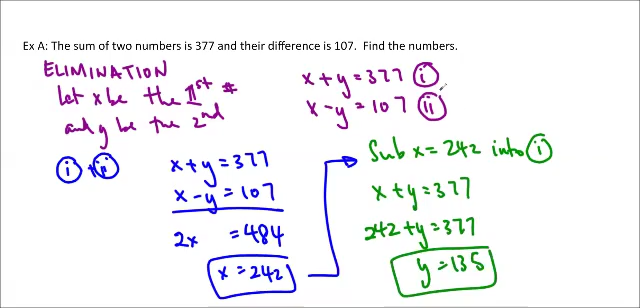 Ex A: The sum of two numbers is 377 and their difference is 107. Find the numbers.
ELIMINATION
Let x be the 1st #
and y be the 2nd
x + y = 377 (i)
x - y = 107 (ii)
(i) + (ii)
x + y = 377
x - y = 107
2x = 484
x = 242
Sub x = 242 into (i)
x + y = 377
242 + y = 377
y = 135